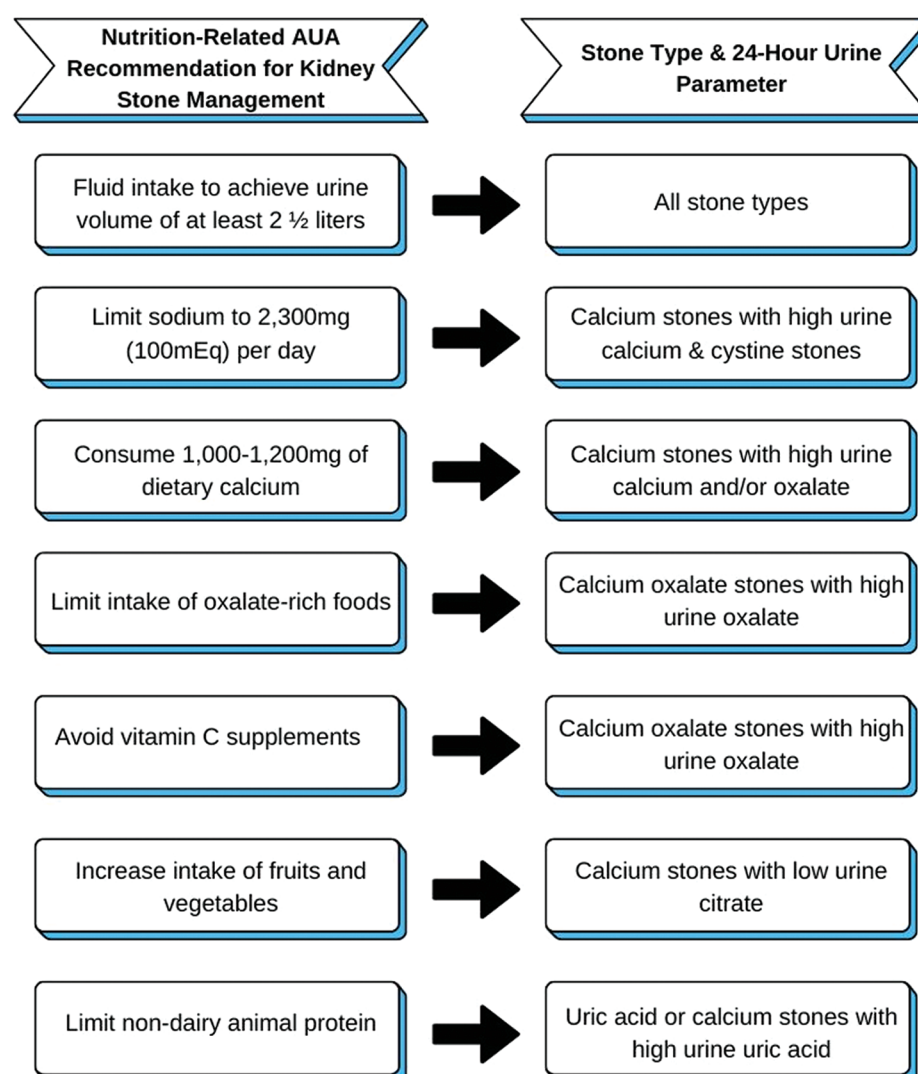 Nutrition-Related AUA
Recommendation for Kidney
Stone Management
Stone Type & 24-Hour Urine
Parameter
Fluid intake to achieve urine
volume of at least 2 ½ liters
All stone types
Limit sodium to 2,300mg
(100mEq) per day
Calcium stones with high urine
calcium & cystine stones
Consume 1,000-1,200mg of
dietary calcium
Calcium stones with high urine
calcium and/or oxalate
Limit intake of oxalate-rich foods
Calcium oxalate stones with high
urine oxalate
Avoid vitamin C supplements
Calcium oxalate stones with high
urine oxalate
Increase intake of fruits and
vegetables
Calcium stones with low urine
citrate
Limit non-dairy animal protein
Uric acid or calcium stones with
high urine uric acid